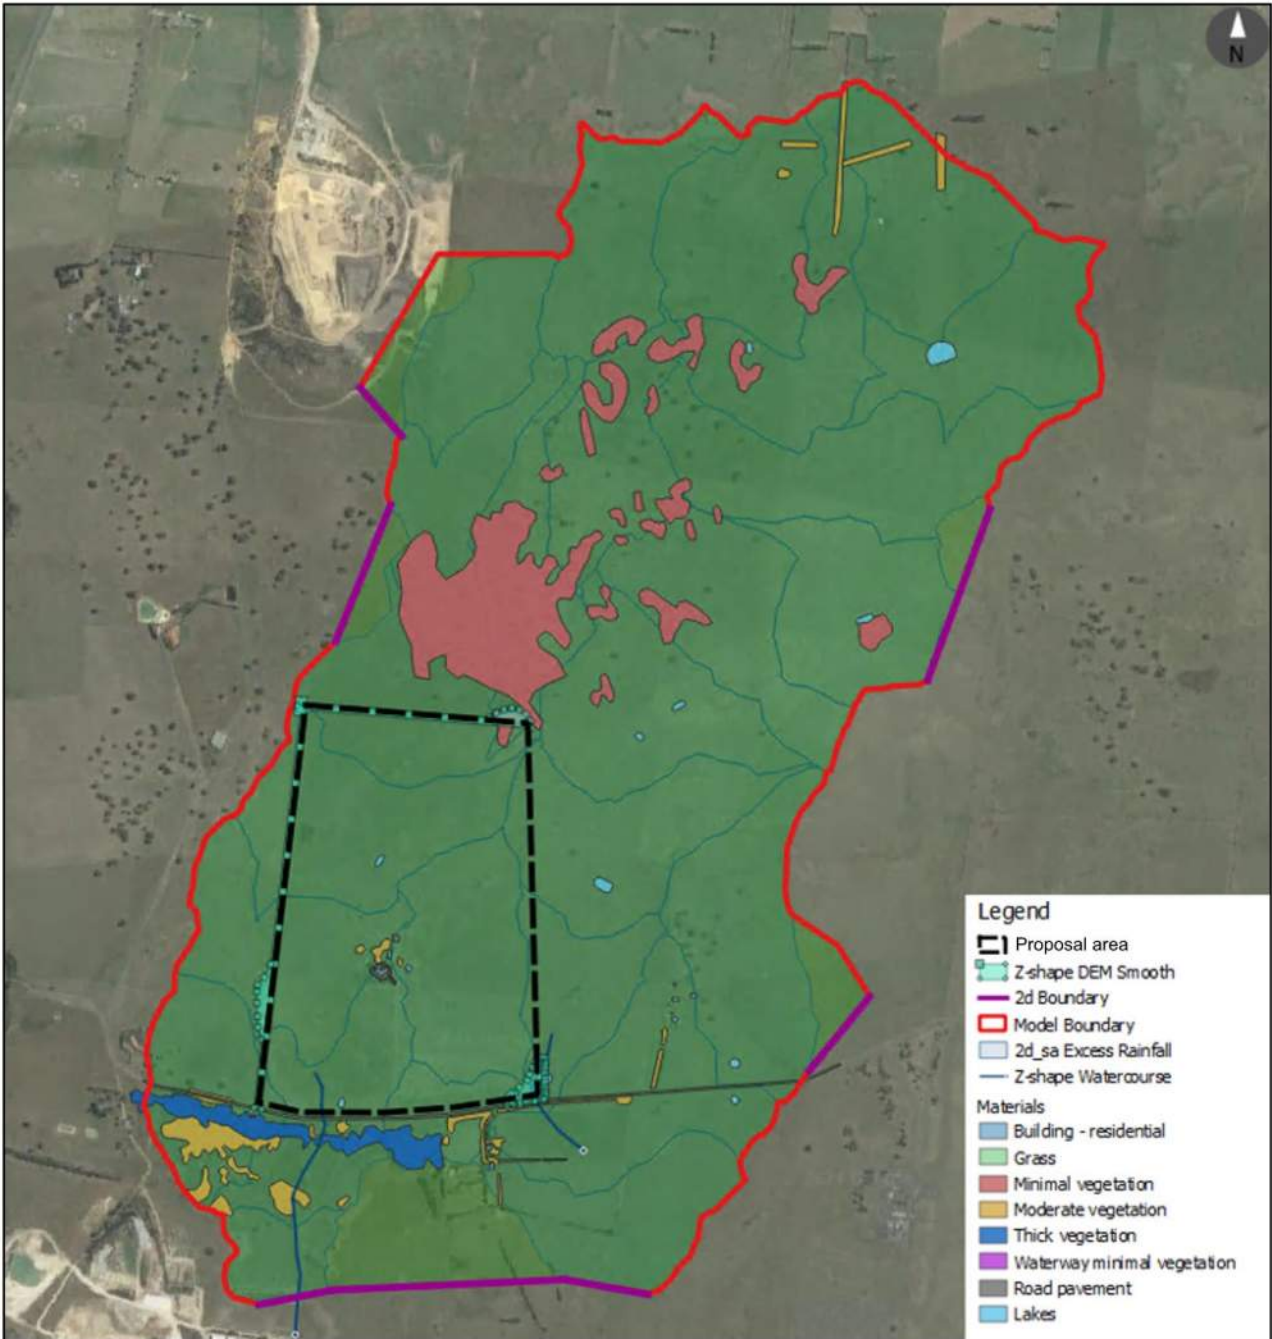 N
Legend
Proposal area
Z-shape DEM Smooth
2d Boundary
Model Boundary
2d_sa Excess Rainfall
Z-shape Watercourse
Materials
Building - residential
Grass
Minimal vegetation
Moderate vegetation
Thick vegetation
Waterway minimal vegetation
Road pavement
Lakes